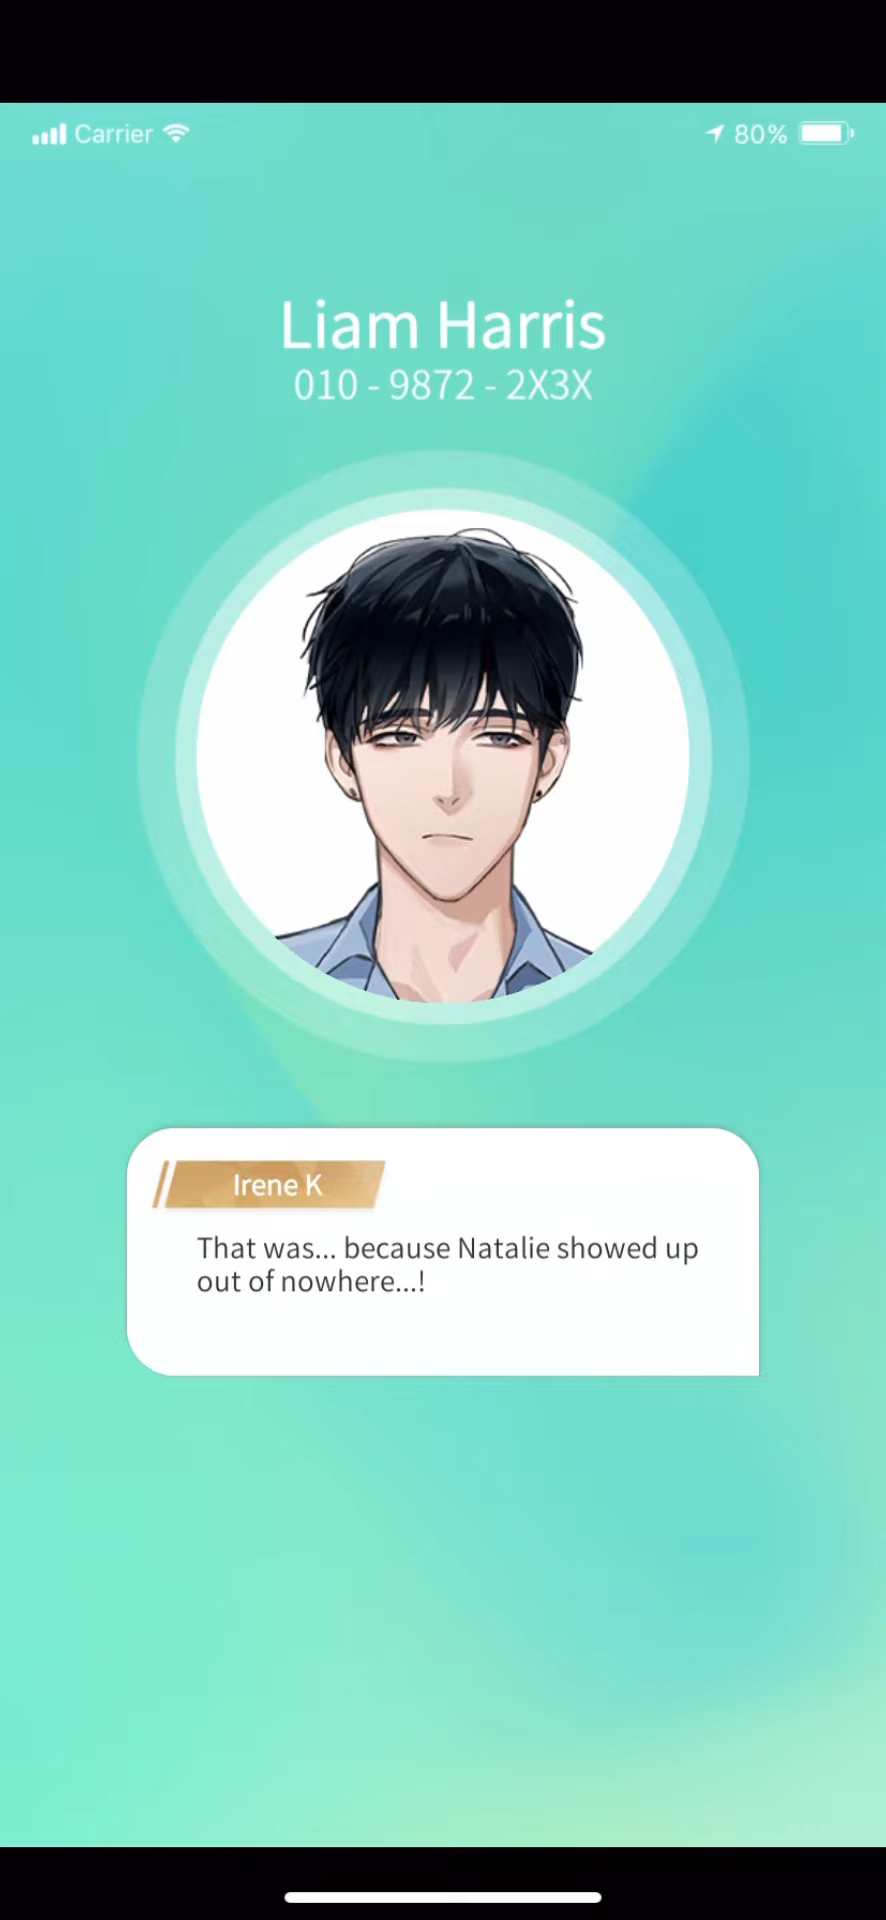 Carrier 80%
Liam Harris
010 - 9872 - 2X3X
Irene K
That was... because Natalie showed up
out of nowhere...!